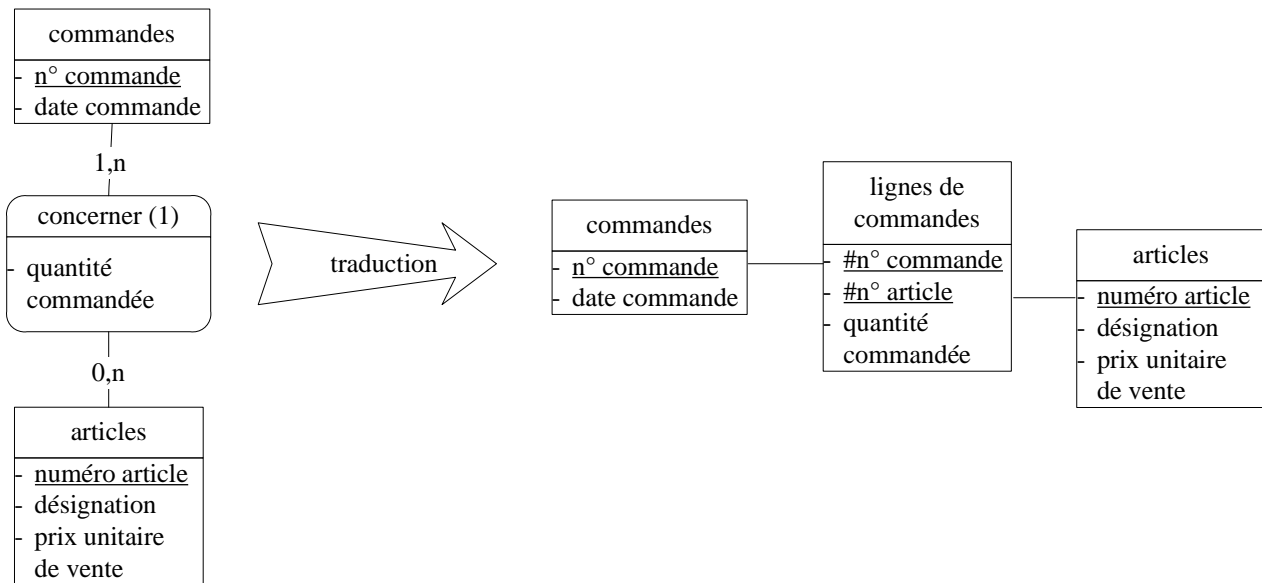 commandes
- n° commande
- date commande
1,n
concerner (1)
- quantité
commandée
0,n
articles
- numéro article
- désignation
- prix unitaire
de vente
traduction
commandes
- n° commande
- date commande
lignes de
commandes
- #n° commande
- #n° article
- quantité
commandée
articles
- numéro article
- désignation
- prix unitaire
de vente